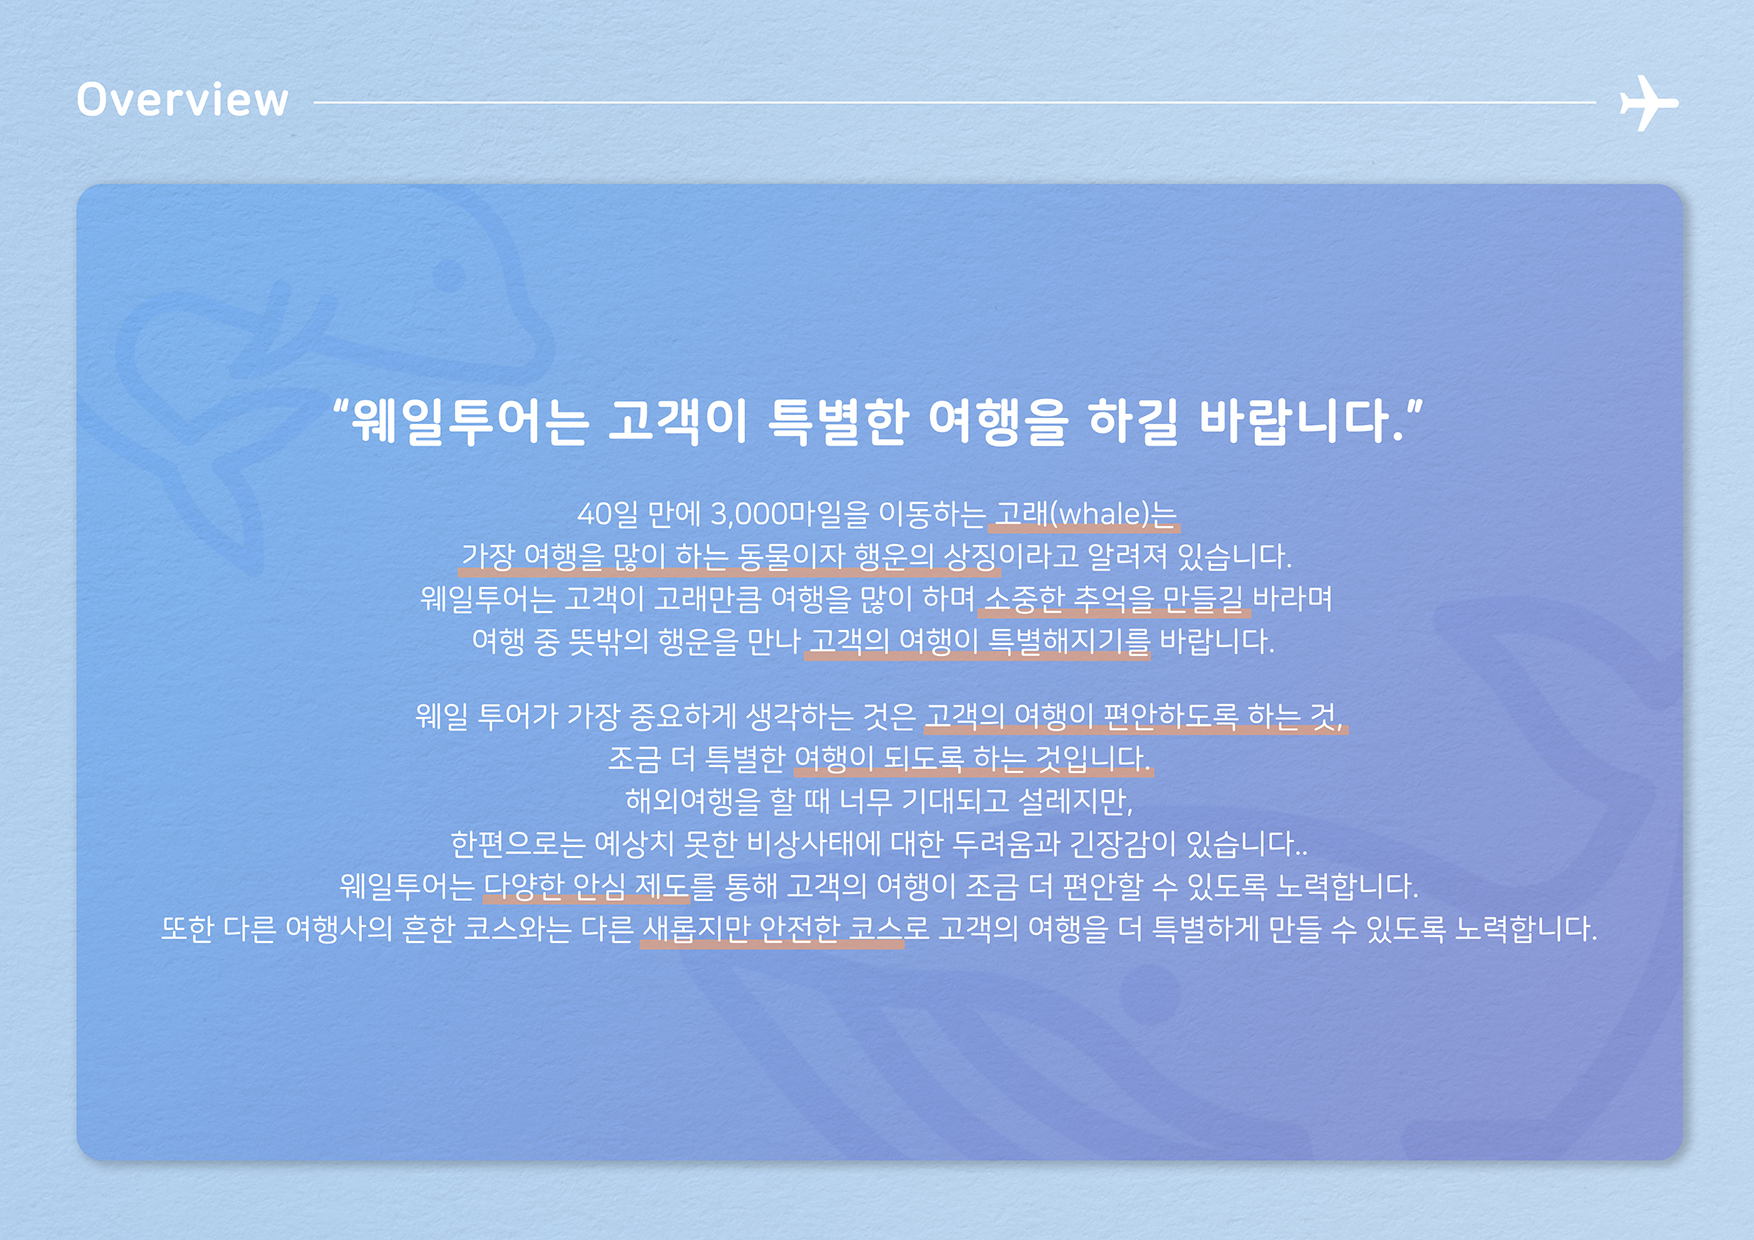 Overview
“웨일투어는 고객이 특별한 여행을 하길 바랍니다.”
40일 만에 3,000마일을 이동하는 고래(whale)는
가장 여행을 많이 하는 동물이자 행운의 상징이라고 알려져 있습니다.
웨일투어는 고객이 고래만큼 여행을 많이 하며 소중한 추억을 만들길 바라며
여행 중 뜻밖의 행운을 만나 고객의 여행이 특별해지기를 바랍니다.
웨일 투어가 가장 중요하게 생각하는 것은 고객의 여행이 편안하도록 하는 것,
조금 더 특별한 여행이 되도록 하는 것입니다.
해외여행을 할 때 너무 기대되고 설레지만,
한편으로는 예상치 못한 비상사태에 대한 두려움과 긴장감이 있습니다..
웨일투어는 다양한 안심 제도를 통해 고객의 여행이 조금 더 편안할 수 있도록 노력합니다.
또한 다른 여행사의 흔한 코스와는 다른 새롭지만 안전한 코스로 고객의 여행을 더 특별하게 만들 수 있도록 노력합니다.